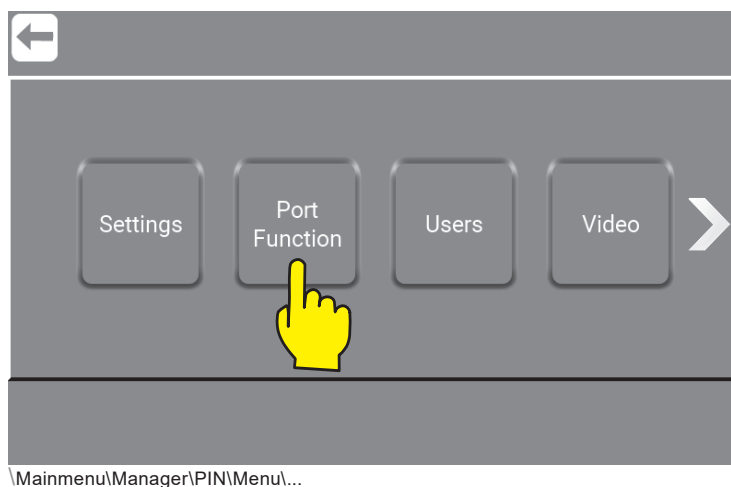 Settings
Port
Function
Users
Video
\Mainmenu\Manager\PIN\Menu\...